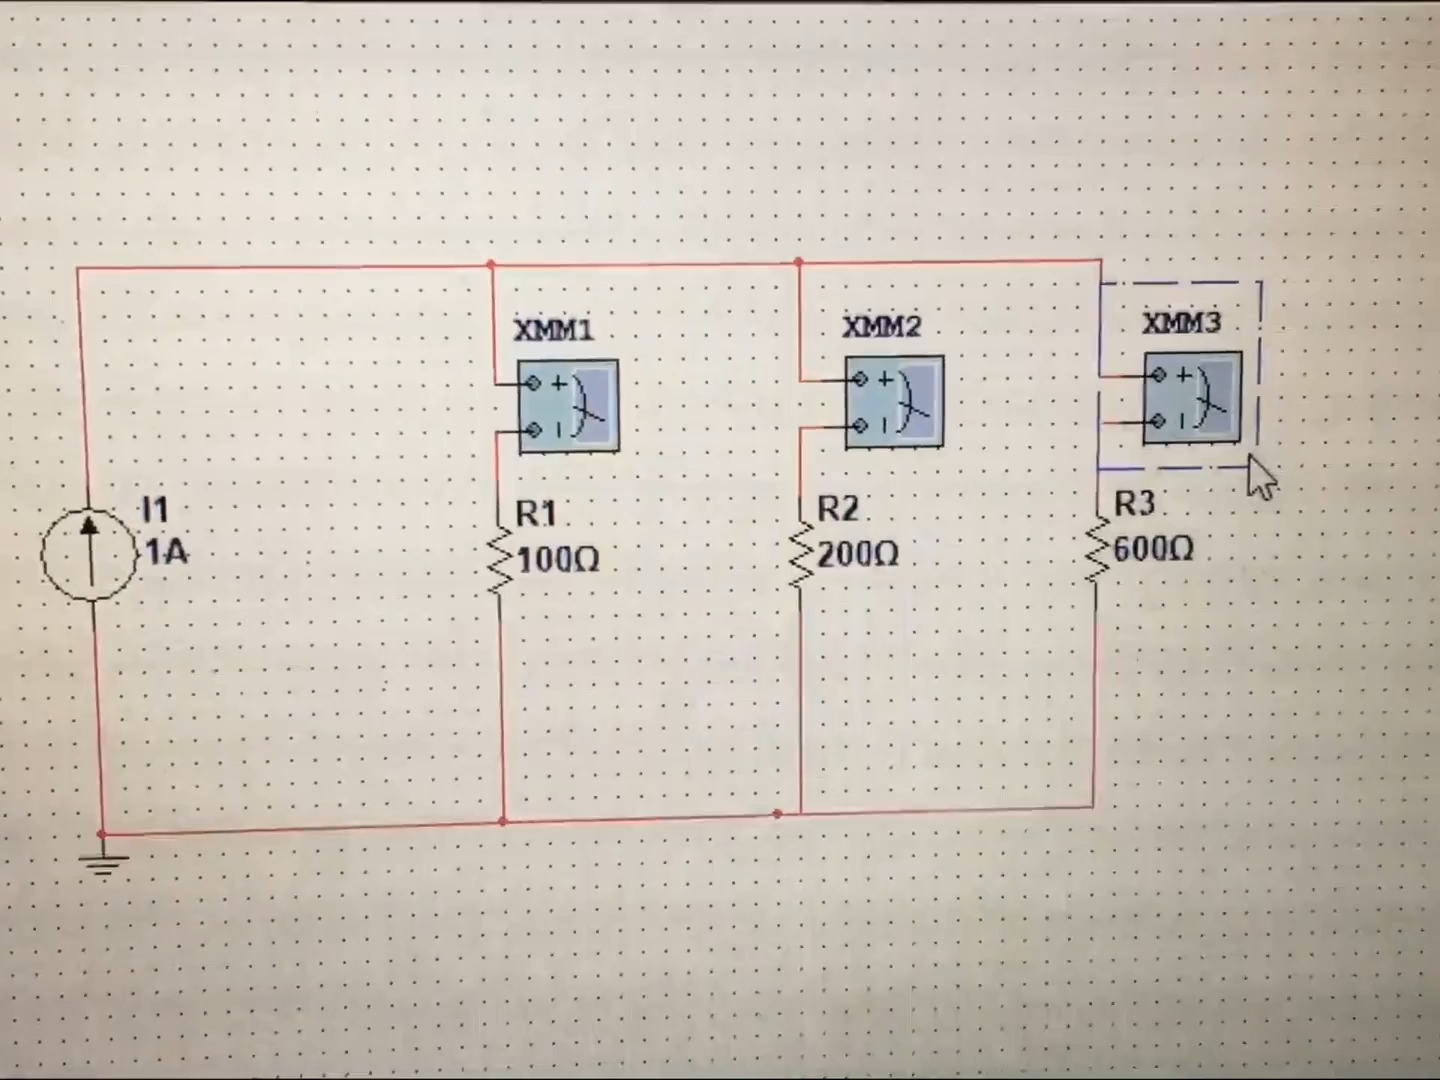 XMM1
XMM2
XMM3
+
+
+
I1
1A
R1
100Ω
R2
200Ω
R3
600Ω